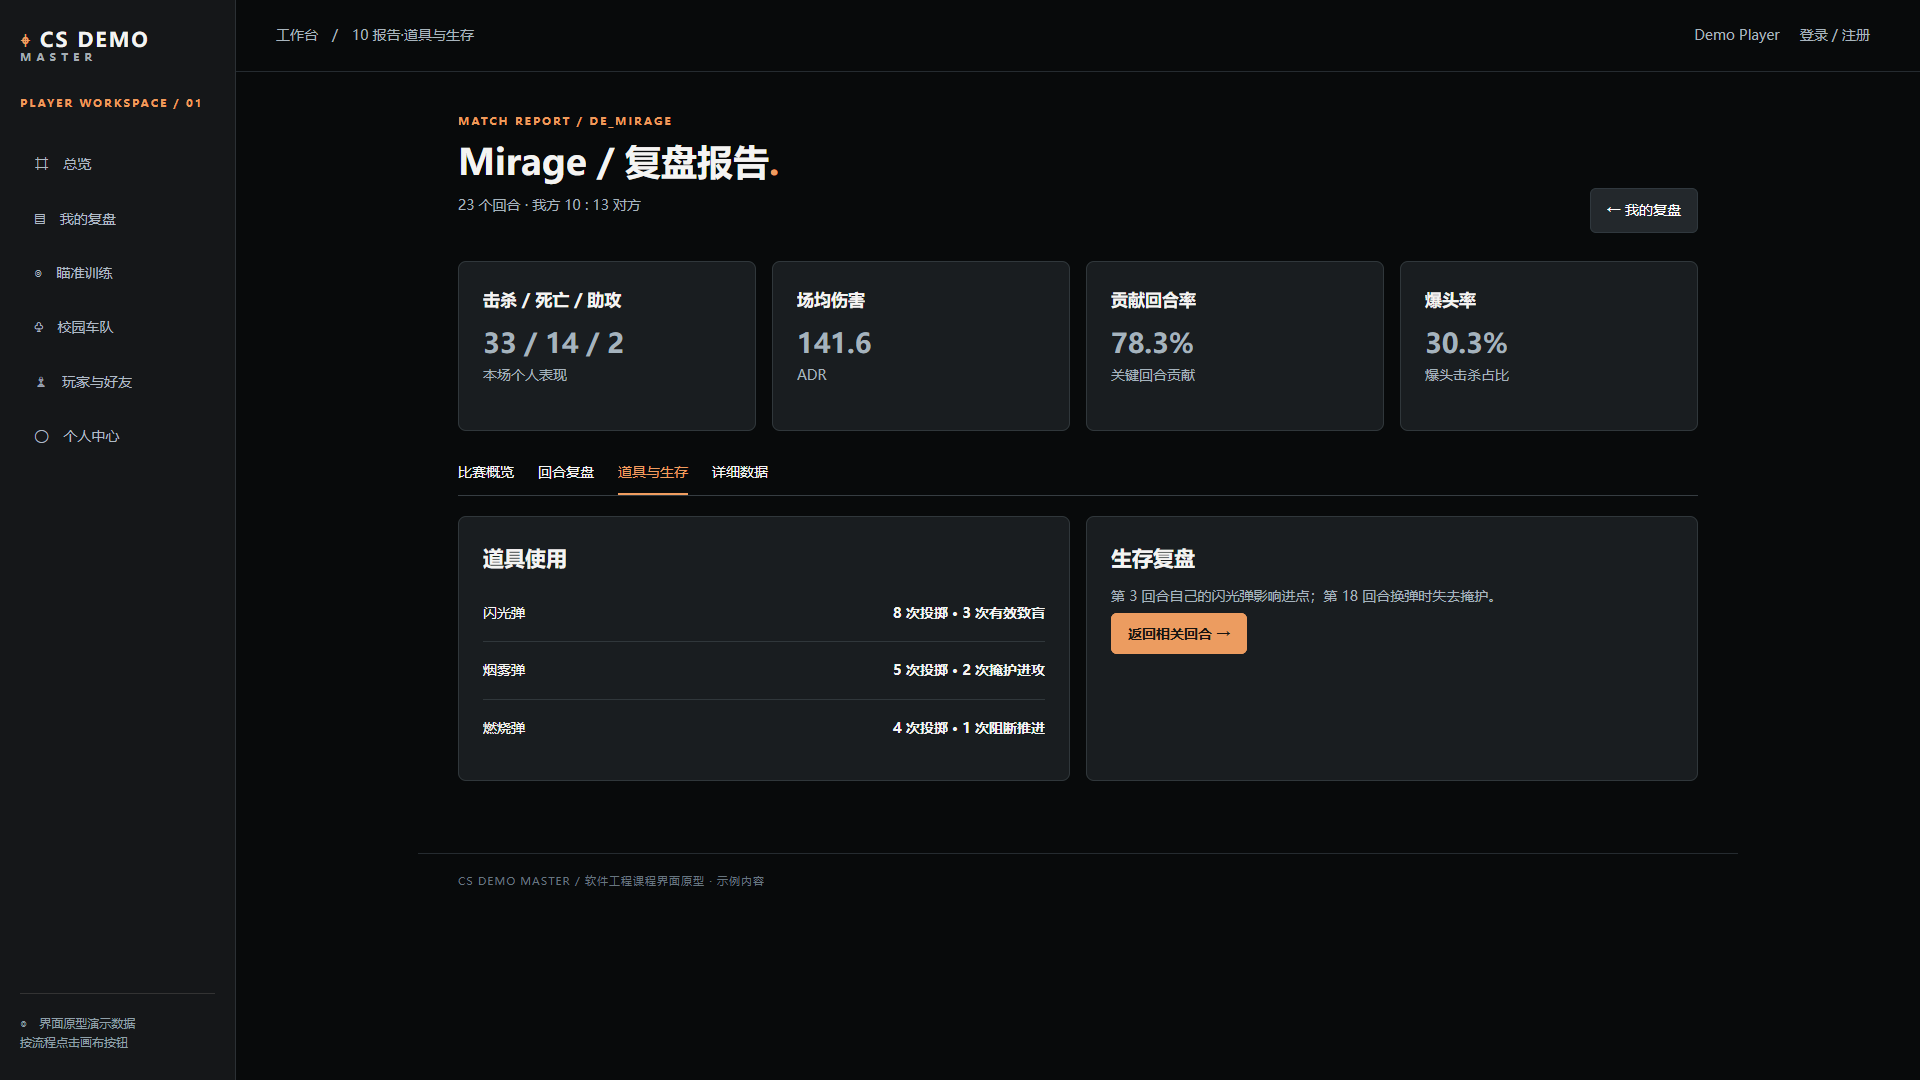 CS DEMO
MASTER
PLAYER WORKSPACE / 01
总览
我的复盘
瞄准训练
校园车队
玩家与好友
个人中心
界面原型演示数据
按流程点击画布按钮
工作台 / 10 报告·道具与生存
Demo Player 登录 / 注册
MATCH REPORT / DE_MIRAGE
Mirage / 复盘报告.
23 个回合 · 我方 10 : 13 对方
← 我的复盘
击杀 / 死亡 / 助攻
33 / 14 / 2
本场个人表现
场均伤害
141.6
ADR
贡献回合率
78.3%
关键回合贡献
爆头率
30.3%
爆头击杀占比
比赛概览 回合复盘 道具与生存 详细数据
道具使用
闪光弹 8 次投掷 • 3 次有效致盲
烟雾弹 5 次投掷 • 2 次掩护进攻
燃烧弹 4 次投掷 • 1 次阻断推进
生存复盘
第 3 回合自己的闪光弹影响进点；第 18 回合换弹时失去掩护。
返回相关回合 →
CS DEMO MASTER / 软件工程课程界面原型 · 示例内容